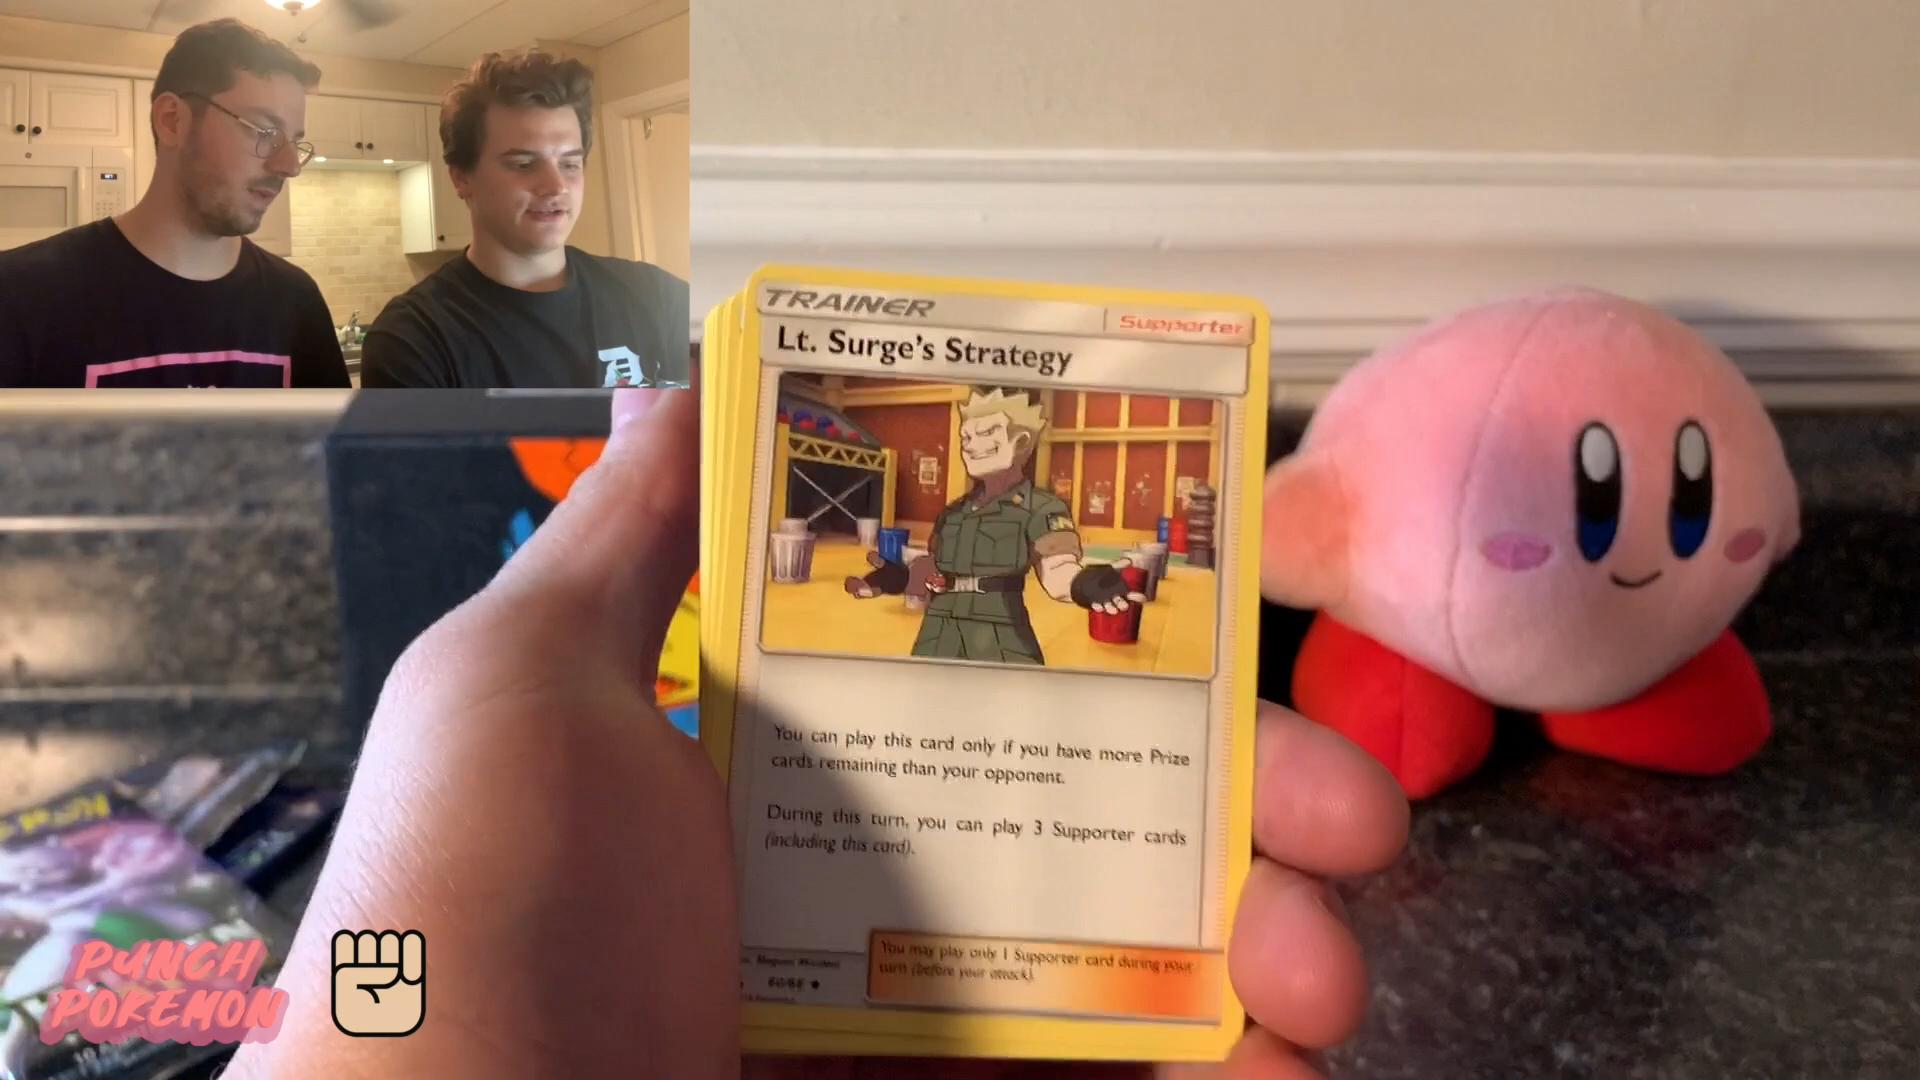 TRAINER
Supporter
Lt. Surge's Strategy
You can play this card only if you have more Prize
cards remaining than your opponent.
During this turn, you can play 3 Supporter cards
(including this card).
You may play only 1 Supporter card during your
turn (before your attack).
60/68
PUNCH
POKEMON